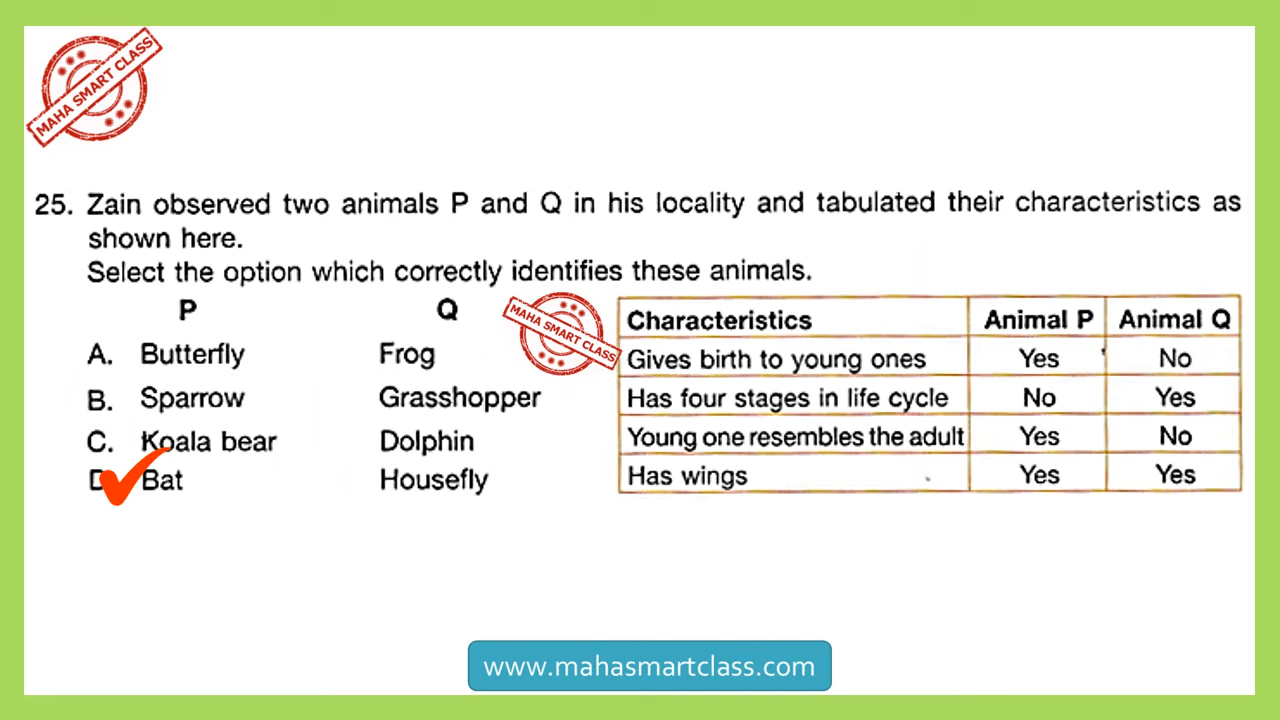 MAHA SMART CLASS
25. Zain observed two animals P and Q in his locality and tabulated their characteristics as
shown here.
Select the option which correctly identifies these animals.
P Q
A. Butterfly Frog
B. Sparrow Grasshopper
C. Koala bear Dolphin
D Bat Housefly
MAHA SMART CLASS
Characteristics Animal P Animal Q
Gives birth to young ones Yes No
Has four stages in life cycle No Yes
Young one resembles the adult Yes No
Has wings Yes Yes
www.mahasmartclass.com